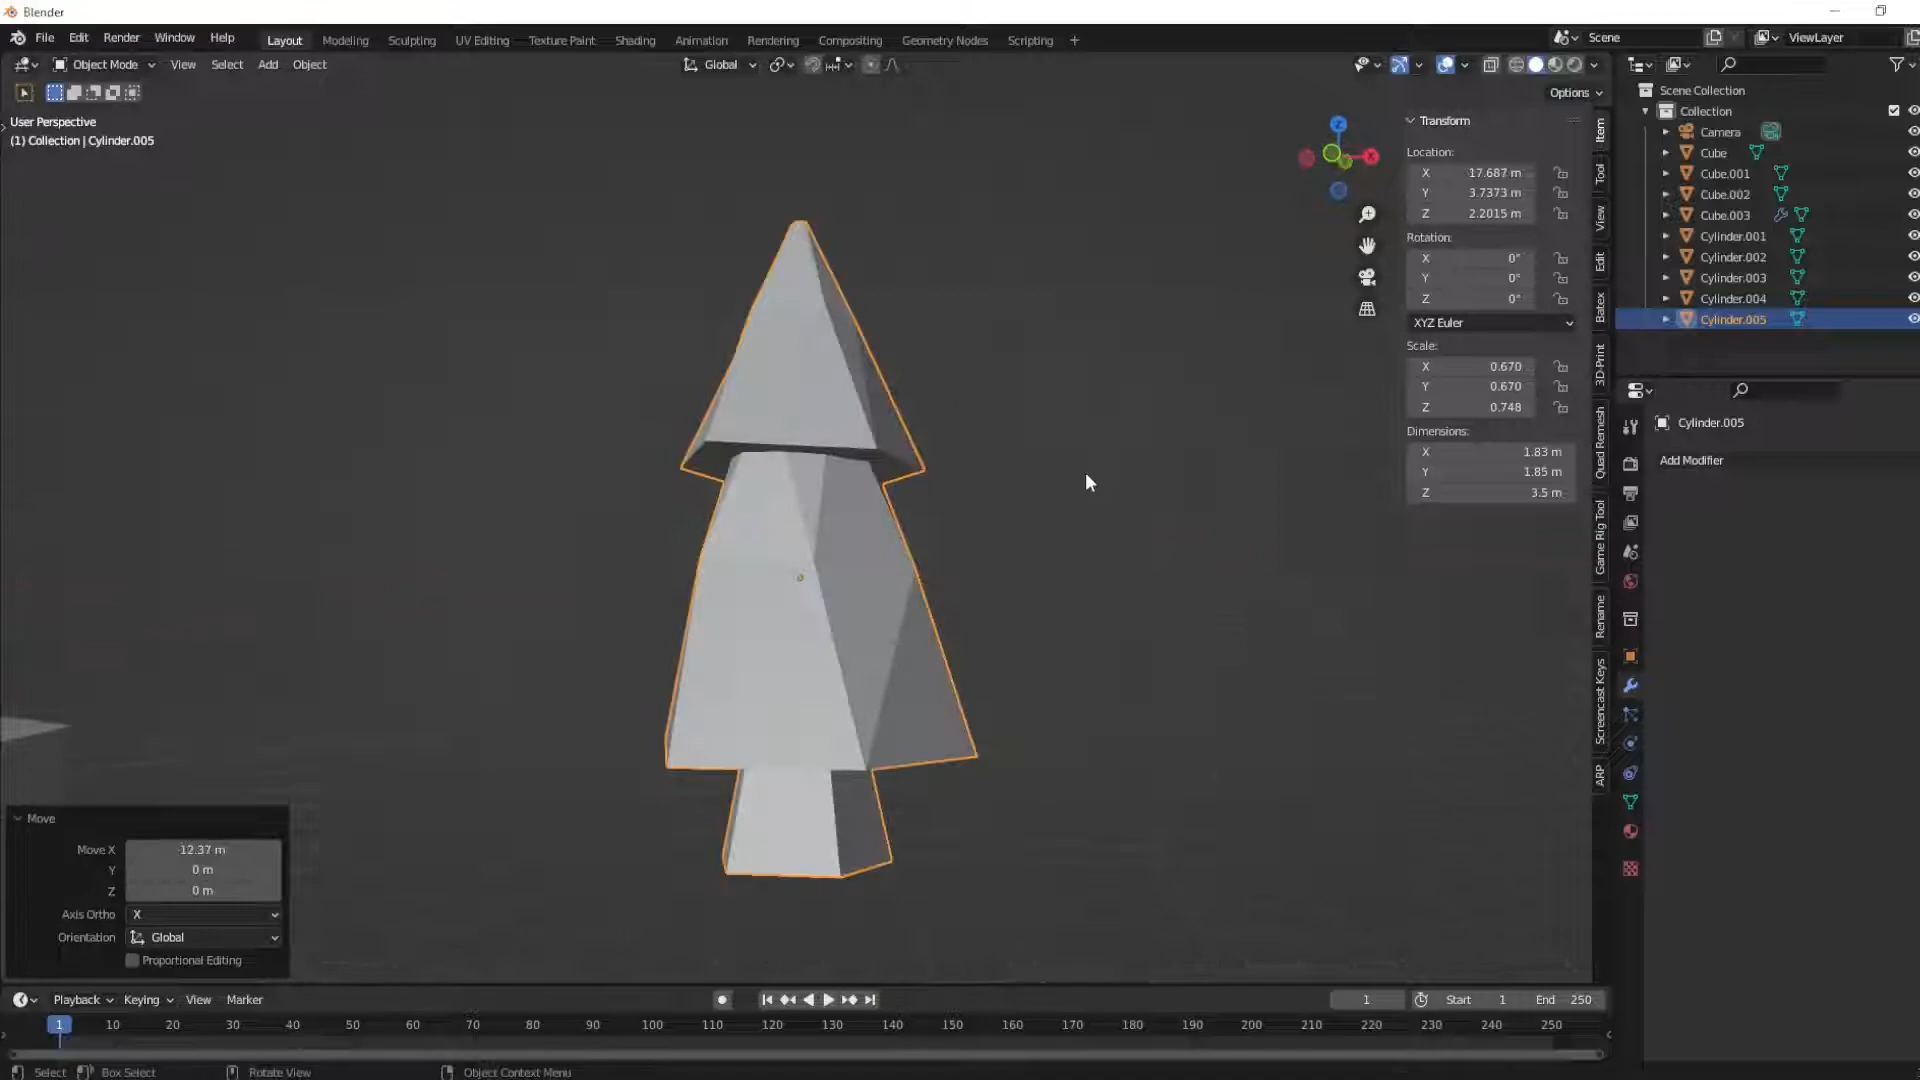 Blender
File Edit Render Window Help
Layout Modeling Sculpting UV Editing Texture Paint Shading Animation Rendering Compositing Geometry Nodes Scripting +
Scene
ViewLayer
Object Mode View Select Add Object
Global
Options
User Perspective
(1) Collection | Cylinder.005
Z
X
Transform
Location:
X 17.687 m
Y 3.7373 m
Z 2.2015 m
Rotation:
X 0°
Y 0°
Z 0°
XYZ Euler
Scale:
X 0.670
Y 0.670
Z 0.748
Dimensions:
X 1.83 m
Y 1.85 m
Z 3.5 m
Item
Tool
View
Edit
Batex
3D-Print
Quad Remesh
Game Rig Tool
Rename
Screencast Keys
ARP
Scene Collection
Collection
Camera
Cube
Cube.001
Cube.002
Cube.003
Cylinder.001
Cylinder.002
Cylinder.003
Cylinder.004
Cylinder.005
Cylinder.005
Add Modifier
Move
Move X 12.37 m
Y 0 m
Z 0 m
Axis Ortho X
Orientation Global
Proportional Editing
Playback Keying View Marker
1 Start 1 End 250
1 10 20 30 40 50 60 70 80 90 100 110 120 130 140 150 160 170 180 190 200 210 220 230 240 250
Select Box Select Rotate View Object Context Menu